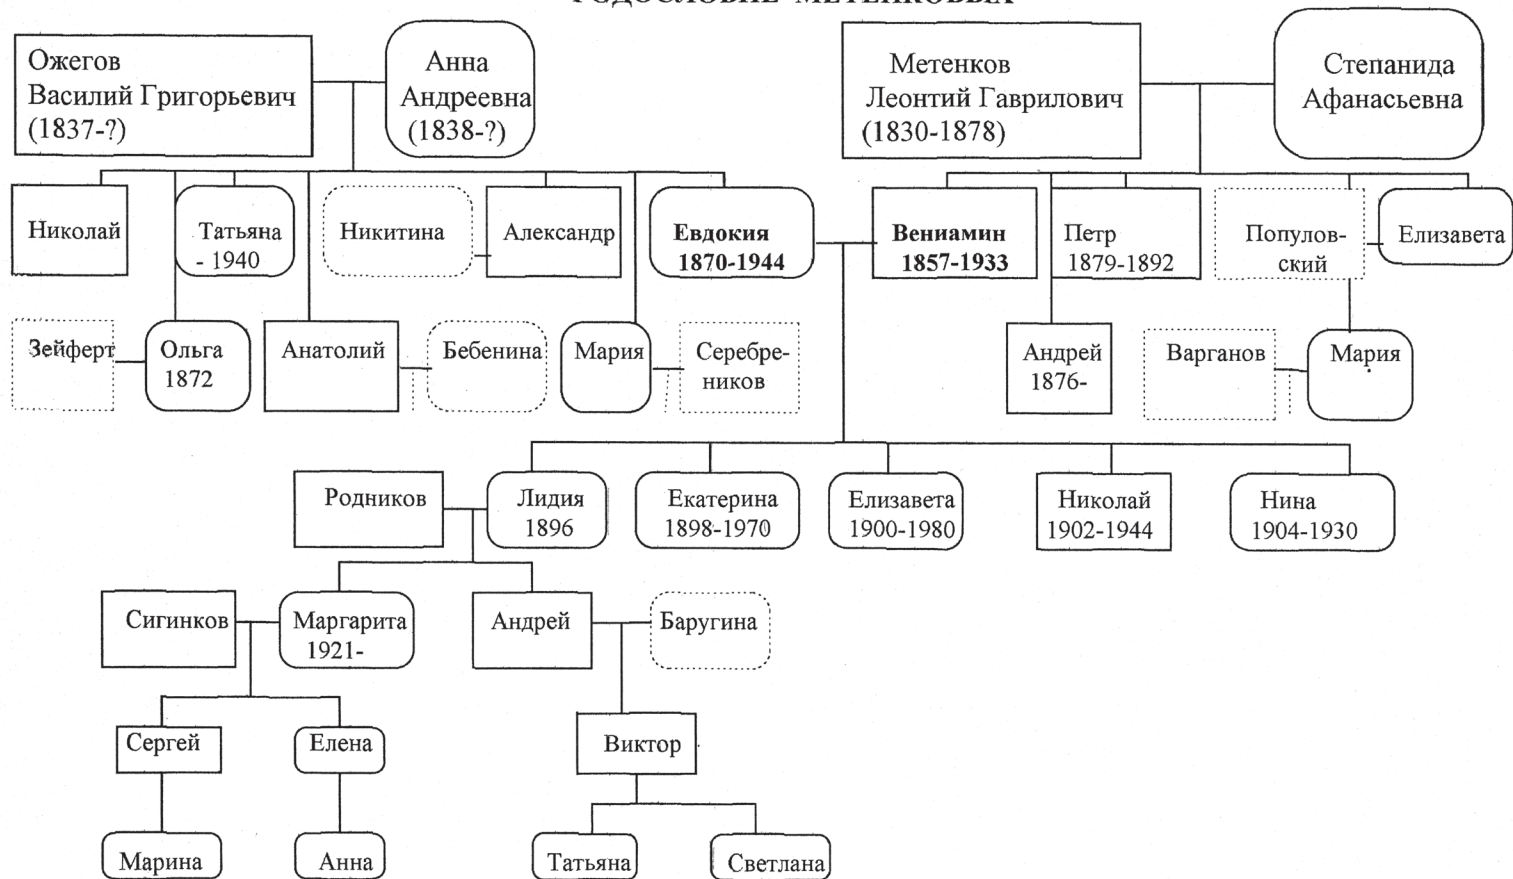 РОДОСЛОВИЕ МЕТЕНКОВЫХ
Ожегов
Василий Григорьевич
(1837-?)
Анна
Андреевна
(1838-?)
Метенков
Леонтий Гаврилович
(1830-1878)
Степанида
Афанасьевна
Николай
Татьяна
- 1940
Никитина
Александр
Евдокия
1870-1944
Вениамин
1857-1933
Петр
1879-1892
Популов-
ский
Елизавета
Зейферт
Ольга
1872
Анатолий
Бебенина
Мария
Серебре-
ников
Андрей
1876-
Варганов
Мария
Родников
Лидия
1896
Екатерина
1898-1970
Елизавета
1900-1980
Николай
1902-1944
Нина
1904-1930
Сигинков
Маргарита
1921-
Андрей
Баругина
Сергей
Елена
Виктор
Марина
Анна
Татьяна
Светлана